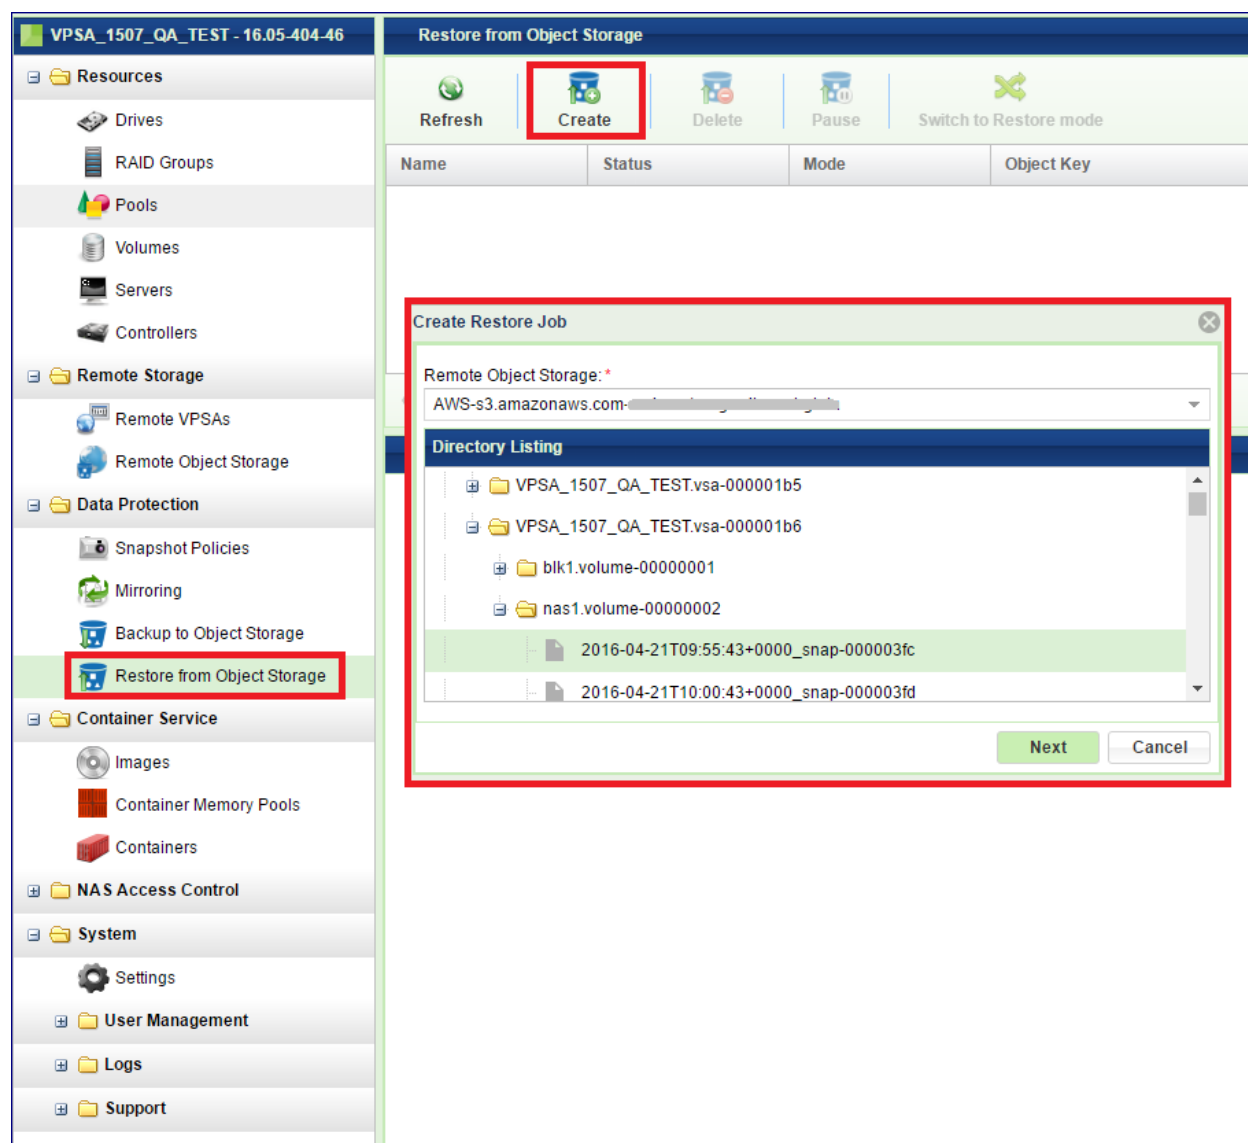 VPSA_1507_QA_TEST - 16.05-404-46
Resources
Drives
RAID Groups
Pools
Volumes
Servers
Controllers
Remote Storage
Remote VPSAs
Remote Object Storage
Data Protection
Snapshot Policies
Mirroring
Backup to Object Storage
Restore from Object Storage
Container Service
Images
Container Memory Pools
Containers
NAS Access Control
System
Settings
User Management
Logs
Support
Restore from Object Storage
Refresh Create Delete Pause Switch to Restore mode
Name Status Mode Object Key
Create Restore Job
Remote Object Storage: *
AWS-s3.amazonaws.com-
Directory Listing
VPSA_1507_QA_TEST.vsa-000001b5
VPSA_1507_QA_TEST.vsa-000001b6
blk1.volume-00000001
nas1.volume-00000002
2016-04-21T09:55:43+0000_snap-000003fc
2016-04-21T10:00:43+0000_snap-000003fd
Next Cancel